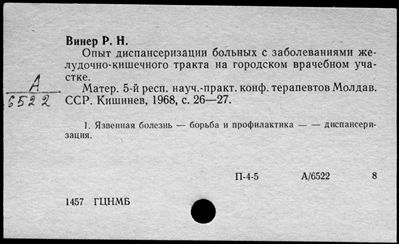 Винер Р. Н.
Опыт диспансеризации больных с заболеваниями же-
лудочно-кишечного тракта на городском врачебном уча-
стке.
А
6522
Матер. 5-й респ. науч.-практ. конф. терапевтов Молдав.
ССР. Кишинев, 1968, с. 26—27.
1. Язвенная болезнь — борьба и профилактика — — диспансери-
зация.
П-4-5 А/6522 8
1457 ГЦНМБ